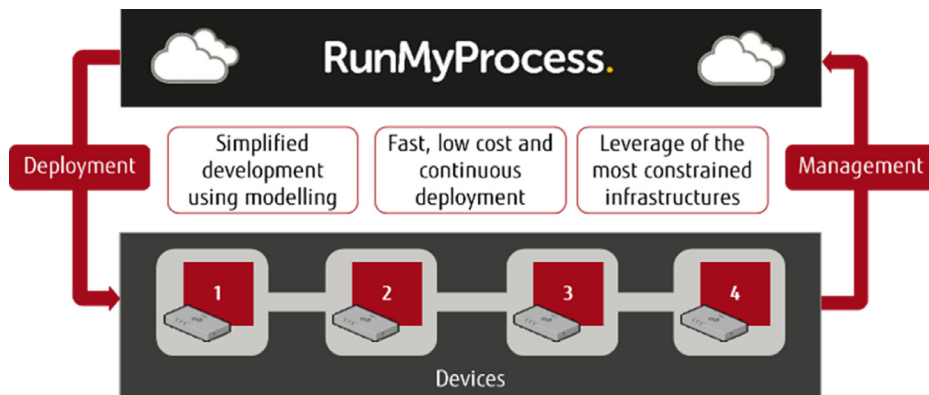 RunMyProcess.
Deployment
Simplified
development
using modelling
Fast, low cost and
continuous
deployment
Leverage of the
most constrained
infrastructures
Management
1
2
3
4
Devices